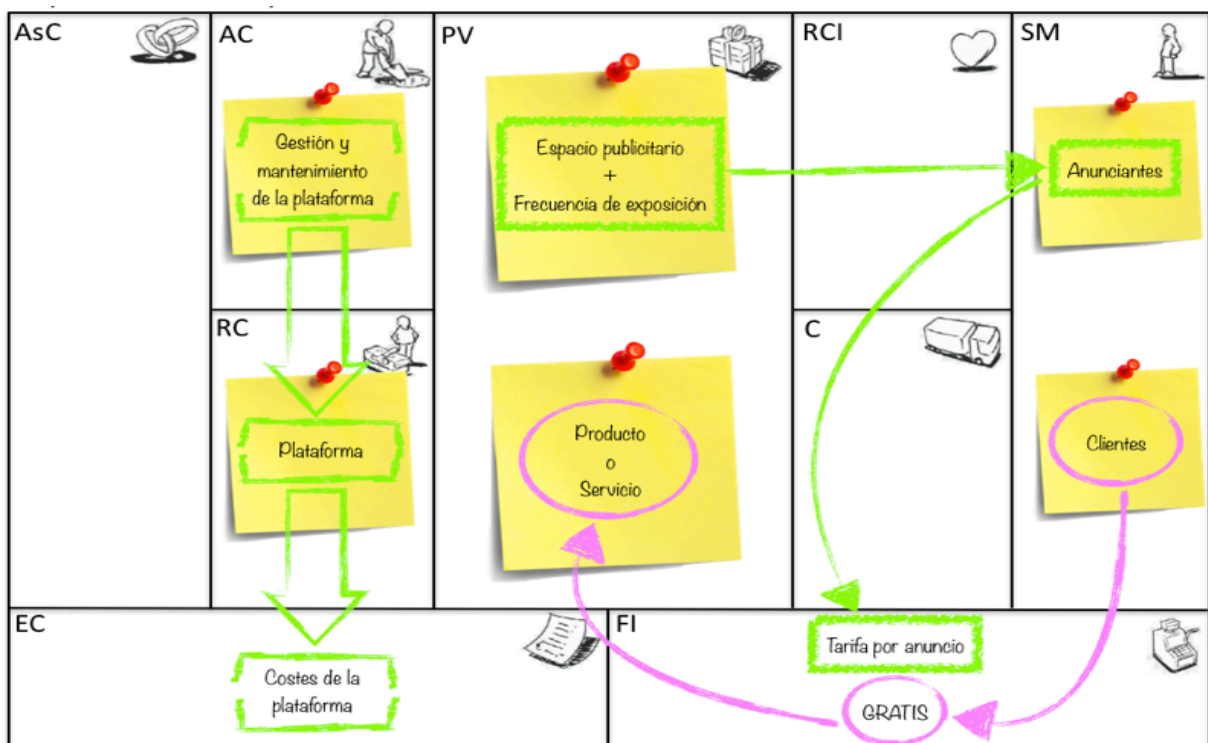 AsC
AC
PV
RCI
SM
Gestión y
mantenimiento
de la plataforma
Espacio publicitario
+
Frecuencia de exposición
Anunciantes
RC
C
Plataforma
Producto
o
Servicio
Clientes
EC
FI
Costes de la
plataforma
Tarifa por anuncio
GRATIS